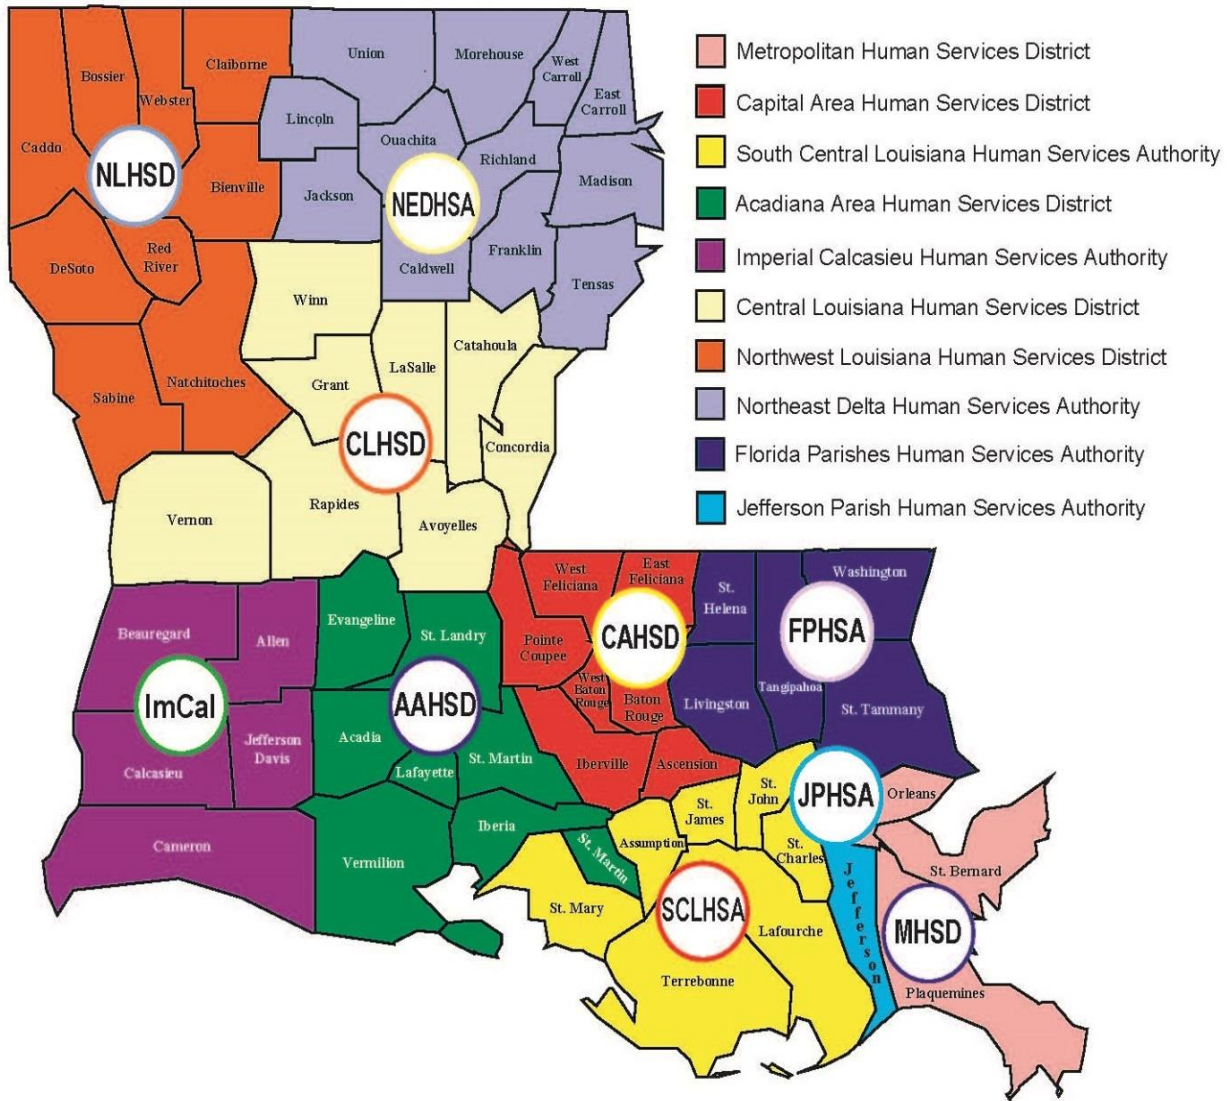 Union
Morehouse
West
Carroll
East
Carroll
Claiborne
Bossier
Webster
Caddo
Lincoln
Ouachita
Richland
Madison
NLHSD
Bienville
Jackson
NEDHSA
Franklin
DeSoto
Red
River
Caldwell
Tensas
Winn
Catahoula
LaSalle
Grant
Natchitoches
Sabine
CLHSD
Concordia
Rapides
Vernon
Avoyelles
Metropolitan Human Services District
Capital Area Human Services District
South Central Louisiana Human Services Authority
Acadiana Area Human Services District
Imperial Calcasieu Human Services Authority
Central Louisiana Human Services District
Northwest Louisiana Human Services District
Northeast Delta Human Services Authority
Florida Parishes Human Services Authority
Jefferson Parish Human Services Authority
West
Feliciana
East
Feliciana
St.
Helena
Washington
Beauregard
Allen
Evangeline
St. Landry
Pointe
Coupee
CAHSD
FPHSA
West
Baton
Rouge
Baton
Rouge
Livingston
Tangipahoa
St. Tammany
ImCal
AAHSD
Jefferson
Davis
Acadia
Calcasieu
Lafayette
St. Martin
Iberville
Ascension
St.
John
JPHSA
Orleans
St.
James
Cameron
Vermilion
Iberia
St. Martin
Assumption
St.
Charles
Jefferson
St. Bernard
St. Mary
SCLHSA
Lafourche
MHSD
Terrebonne
Plaquemines